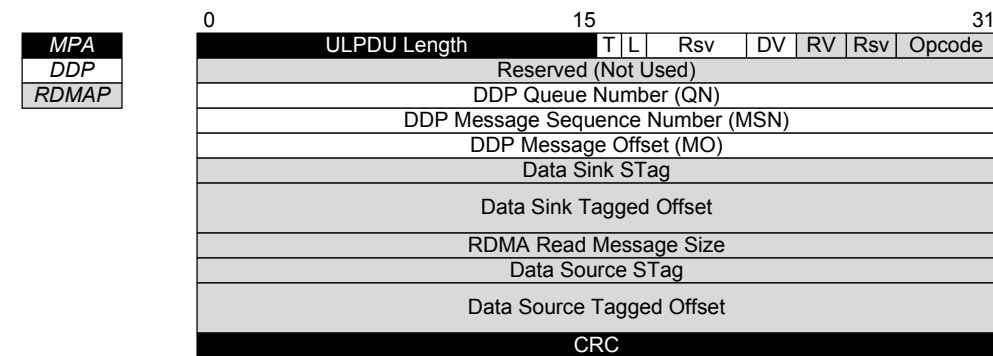 0 15 31
MPA ULPDU Length T L Rsv DV RV Rsv Opcode
DDP Reserved (Not Used)
RDMAP DDP Queue Number (QN)
DDP Message Sequence Number (MSN)
DDP Message Offset (MO)
Data Sink STag
Data Sink Tagged Offset
RDMA Read Message Size
Data Source STag
Data Source Tagged Offset
CRC